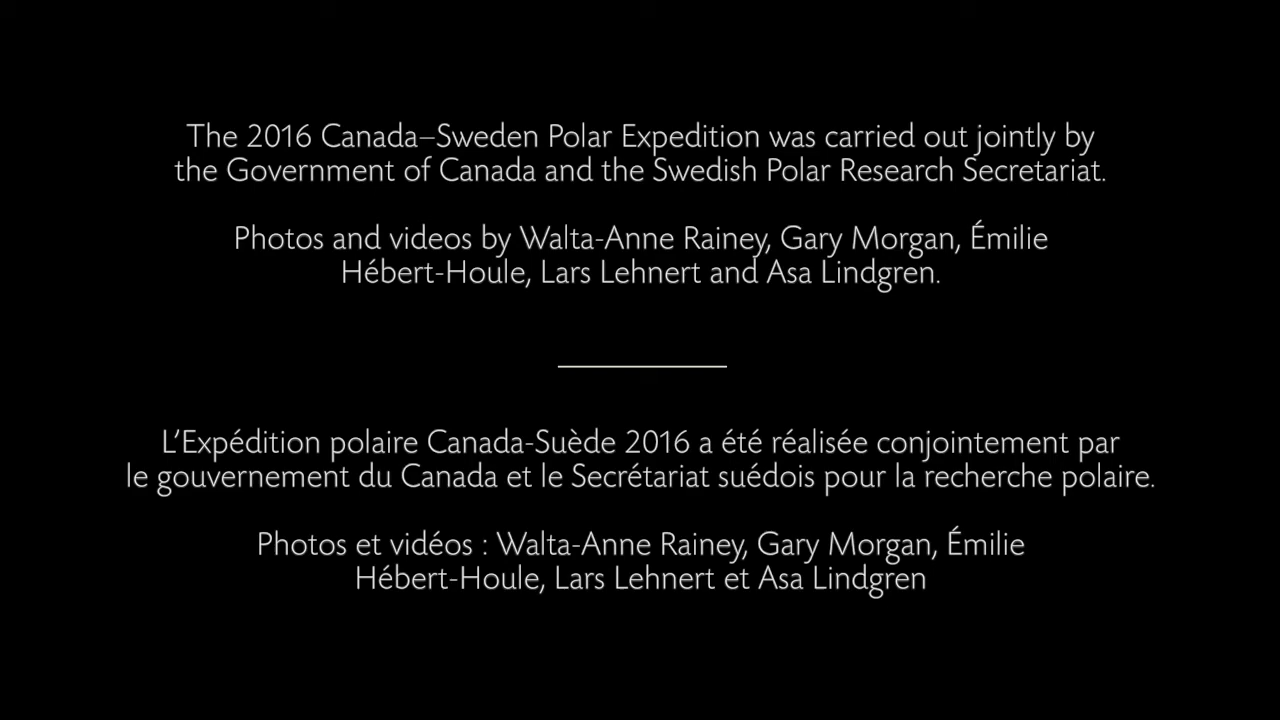 The 2016 Canada–Sweden Polar Expedition was carried out jointly by
the Government of Canada and the Swedish Polar Research Secretariat.
Photos and videos by Walta-Anne Rainey, Gary Morgan, Émilie
Hébert-Houle, Lars Lehnert and Asa Lindgren.
L’Expédition polaire Canada-Suède 2016 a été réalisée conjointement par
le gouvernement du Canada et le Secrétariat suédois pour la recherche polaire.
Photos et vidéos : Walta-Anne Rainey, Gary Morgan, Émilie
Hébert-Houle, Lars Lehnert et Asa Lindgren